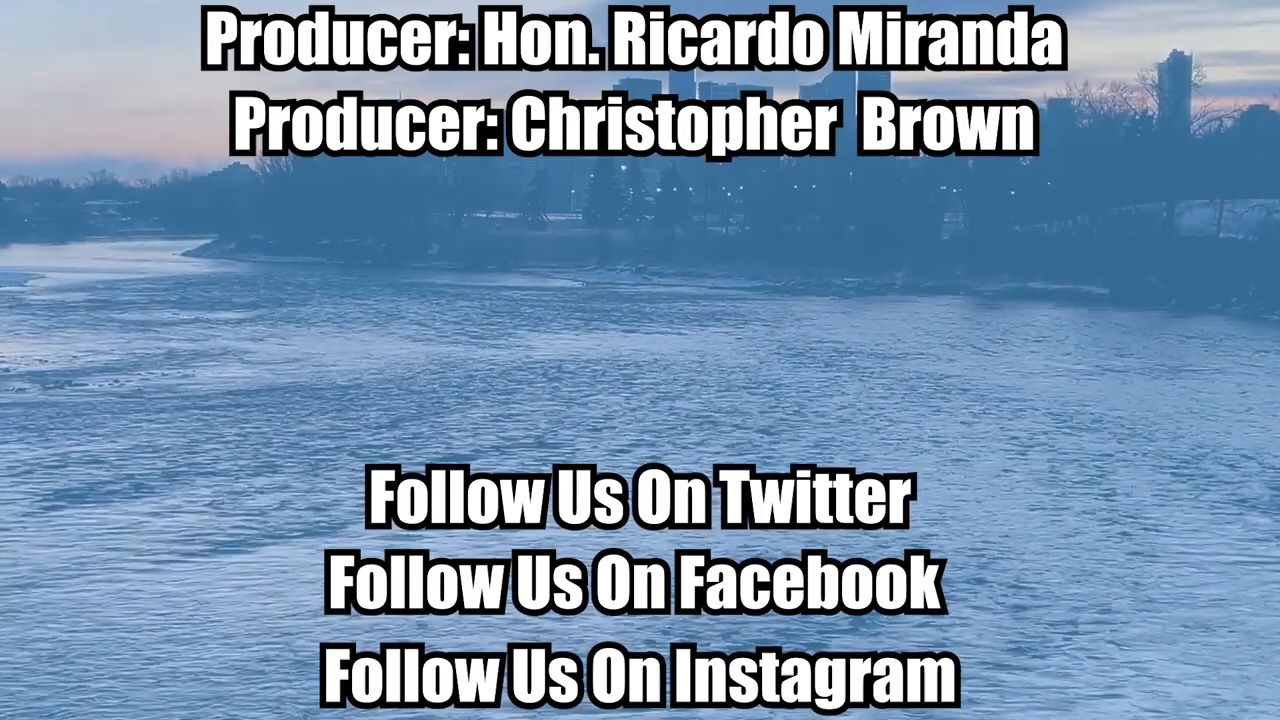 Producer: Hon. Ricardo Miranda
Producer: Christopher  Brown
Follow Us On Twitter
Follow Us On Facebook
Follow Us On Instagram